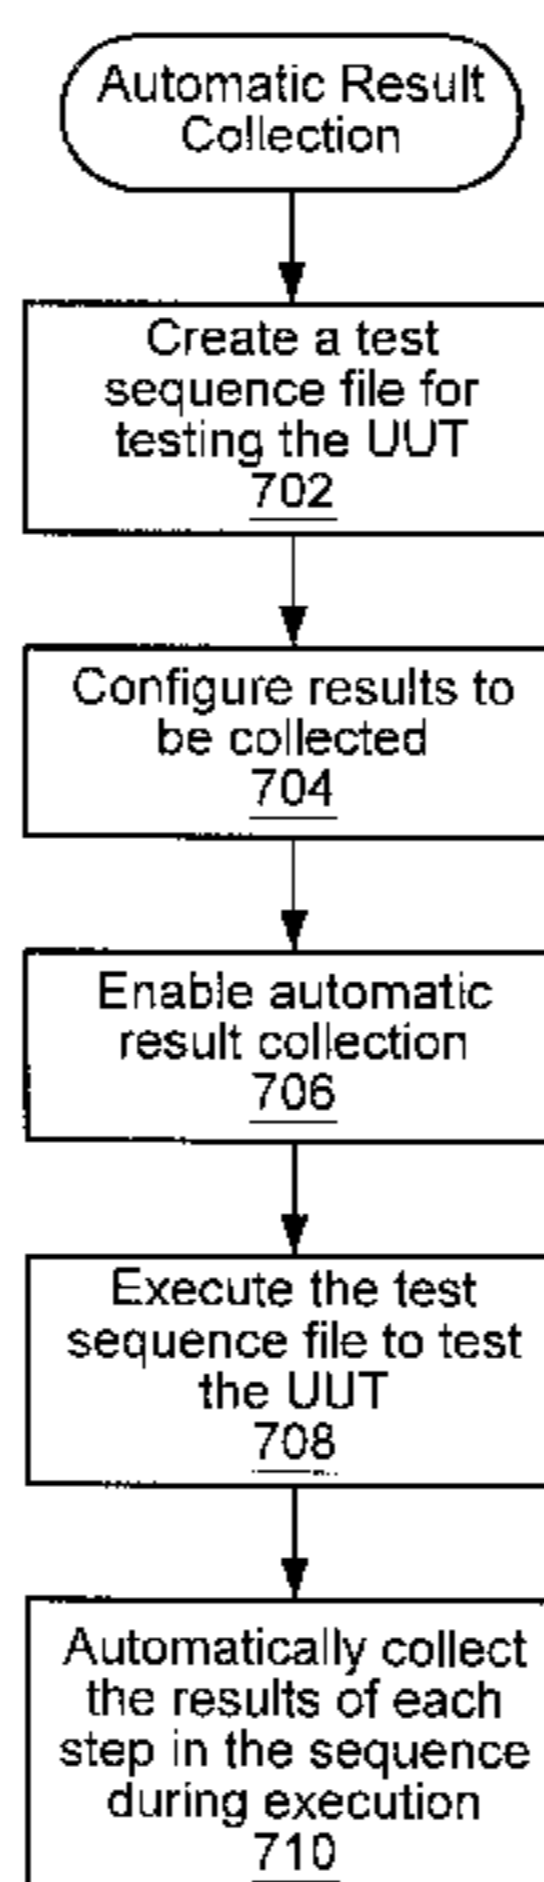 Automatic Result
Collection
Create a test
sequence file for
testing the UUT
702
Configure results to
be collected
704
Enable automatic
result collection
706
Execute the test
sequence file to test
the UUT
708
Automatically collect
the results of each
step in the sequence
during execution
710